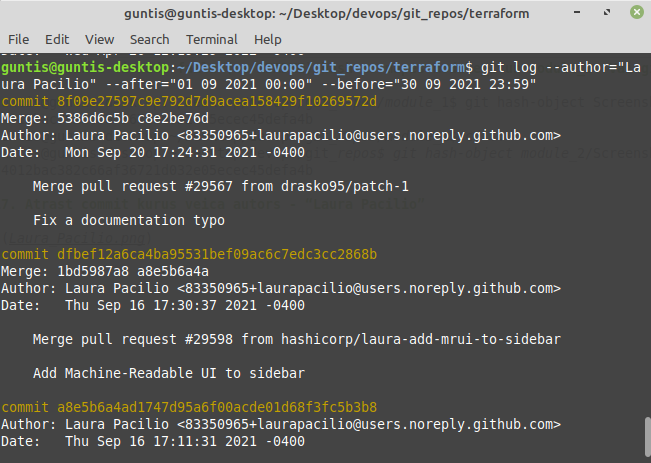 guntis@guntis-desktop: ~/Desktop/devops/git_repos/terraform
File Edit View Search Terminal Help
guntis@guntis-desktop:~/Desktop/devops/git_repos/terraform$ git log --author="La
ura Pacilio" --after="01 09 2021 00:00" --before="30 09 2021 23:59"
commit 8f09e27597c9e792d7d9acea158429f10269572d
Merge: 5386d6c5b c8e2be76d
Author: Laura Pacilio <83350965+laurapacilio@users.noreply.github.com>
Date:   Mon Sep 20 17:24:31 2021 -0400
Merge pull request #29567 from drasko95/patch-1
Fix a documentation typo
commit dfbef12a6ca4ba95531bef09ac6c7edc3cc2868b
Merge: 1bd5987a8 a8e5b6a4a
Author: Laura Pacilio <83350965+laurapacilio@users.noreply.github.com>
Date:   Thu Sep 16 17:30:37 2021 -0400
Merge pull request #29598 from hashicorp/laura-add-mrui-to-sidebar
Add Machine-Readable UI to sidebar
commit a8e5b6a4ad1747d95a6f00acde01d68f3fc5b3b8
Author: Laura Pacilio <83350965+laurapacilio@users.noreply.github.com>
Date:   Thu Sep 16 17:11:31 2021 -0400